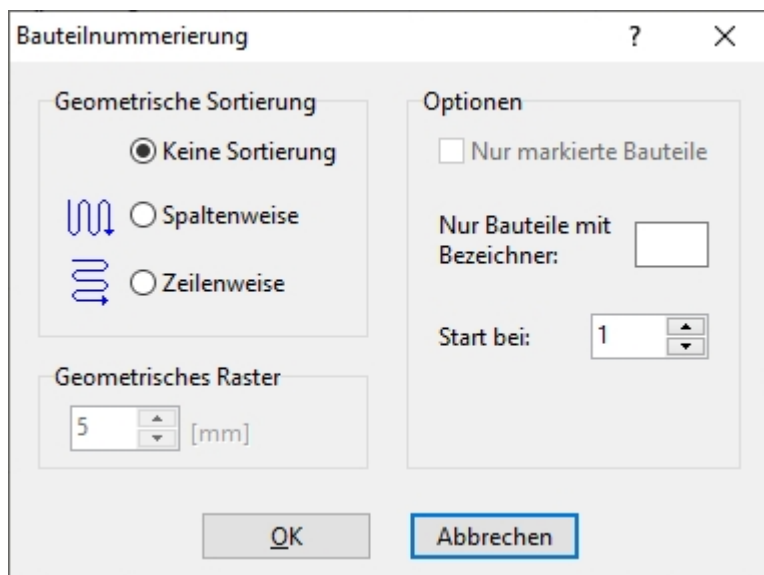 Bauteilnummerierung
Geometrische Sortierung
Keine Sortierung
Spaltenweise
Zeilenweise
Geometrisches Raster
5 [mm]
Optionen
Nur markierte Bauteile
Nur Bauteile mit
Bezeichner:
Start bei: 1
OK
Abbrechen